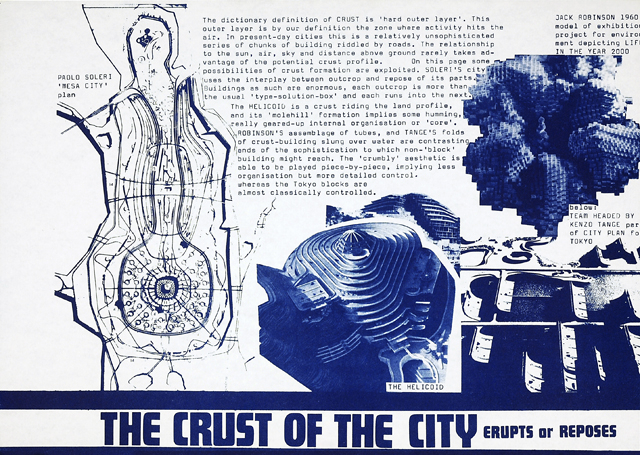 The dictionary definition of CRUST is 'hard outer layer'. This
outer layer is by our definition the zone where activity hits the
air. In present-day cities this is a relatively unsophisticated
series of chunks of building riddled by roads. The relationship
to the sun, air, sky and distance above ground rarely takes ad-
vantage of the potential crust profile. On this page some
possibilities of crust formation are exploited. SOLERI'S city
uses the interplay between outcrop and repose of its parts.
Buildings as such are enormous, each outcrop is more than
the usual 'type-solution-box' and each runs into the next.
The HELICOID is a crust riding the land profile,
and its 'molehill' formation implies some humming,
really geared-up internal organisation or 'core'.
ROBINSON'S assemblage of tubes, and TANGE'S folds
of crust-building slung over water are contrasting
ends of the sophistication to which non-'block'
building might reach. The 'crumbly' aesthetic is
able to be played piece-by-piece, implying less
organisation but more detailed control.
whereas the Tokyo blocks are
almost classically controlled.
JACK ROBINSON 1960
model of exhibition
project for environ
ment depicting LIFE
IN THE YEAR 2000
PAOLO SOLERI
'MESA CITY'
plan
below:
TEAM HEADED BY
KENZO TANGE par
of CITY PLAN fo
TOKYO
THE HELICOID
THE CRUST OF THE CITY ERUPTS or REPOSES